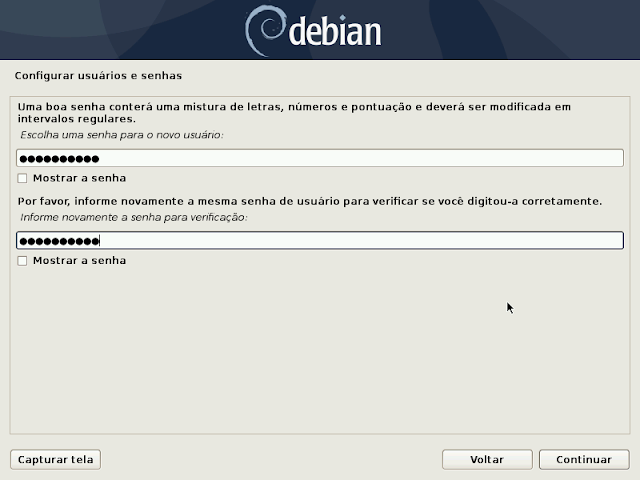 debian
Configurar usuários e senhas
Uma boa senha conterá uma mistura de letras, números e pontuação e deverá ser modificada em
intervalos regulares.
Escolha uma senha para o novo usuário:
●●●●●●●●●●
Mostrar a senha
Por favor, informe novamente a mesma senha de usuário para verificar se você digitou-a corretamente.
Informe novamente a senha para verificação:
●●●●●●●●●●
Mostrar a senha
Capturar tela
Voltar
Continuar